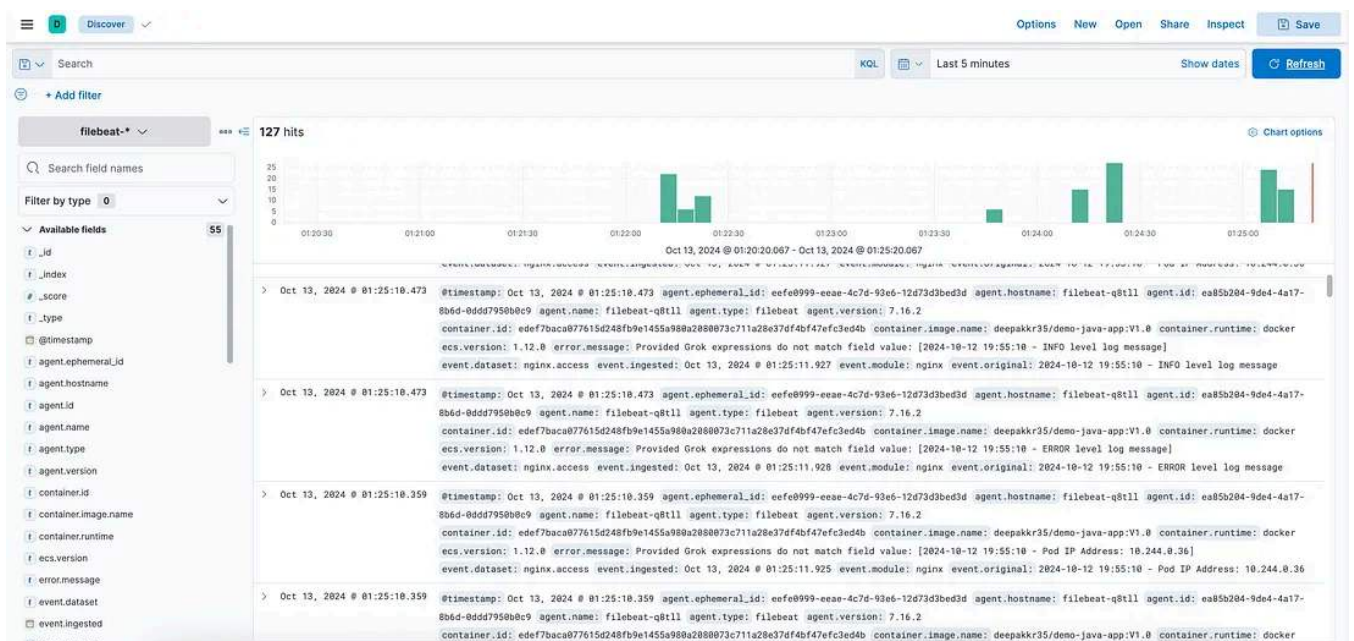 D Discover Options New Open Share Inspect Save
Search KQL Last 5 minutes Show dates Refresh
+ Add filter
filebeat-*
Search field names
Filter by type 0
Available fields 55
t _id
t _index
# _score
t _type
@timestamp
t agent.ephemeral_id
t agent.hostname
t agent.id
t agent.name
t agent.type
t agent.version
t container.id
t container.image.name
t container.runtime
t ecs.version
t error.message
t event.dataset
event.ingested
127 hits Chart options
25
20
15
10
5
0
01:20:30 01:21:00 01:21:30 01:22:00 01:22:30 01:23:00 01:23:30 01:24:00 01:24:30 01:25:00
Oct 13, 2024 @ 01:20:20.067 - Oct 13, 2024 @ 01:25:20.067
Oct 13, 2024 @ 01:25:10.473 @timestamp: Oct 13, 2024 @ 01:25:10.473 agent.ephemeral_id: eefe0999-eeae-4c7d-93e6-12d73d3bed3d agent.hostname: filebeat-q8tll agent.id: ea85b204-9de4-4a17-
8b6d-0ddd7950b0c9 agent.name: filebeat-q8tll agent.type: filebeat agent.version: 7.16.2
container.id: edef7baca077615d248fb9e1455a980a2080073c711a28e37df4bf47efc3ed4b container.image.name: deepakkr35/demo-java-app:V1.0 container.runtime: docker
ecs.version: 1.12.0 error.message: Provided Grok expressions do not match field value: [2024-10-12 19:55:10 - INFO level log message]
event.dataset: nginx.access event.ingested: Oct 13, 2024 @ 01:25:11.927 event.module: nginx event.original: 2024-10-12 19:55:10 - INFO level log message
Oct 13, 2024 @ 01:25:10.473 @timestamp: Oct 13, 2024 @ 01:25:10.473 agent.ephemeral_id: eefe0999-eeae-4c7d-93e6-12d73d3bed3d agent.hostname: filebeat-q8tll agent.id: ea85b204-9de4-4a17-
8b6d-0ddd7950b0c9 agent.name: filebeat-q8tll agent.type: filebeat agent.version: 7.16.2
container.id: edef7baca077615d248fb9e1455a980a2080073c711a28e37df4bf47efc3ed4b container.image.name: deepakkr35/demo-java-app:V1.0 container.runtime: docker
ecs.version: 1.12.0 error.message: Provided Grok expressions do not match field value: [2024-10-12 19:55:10 - ERROR level log message]
event.dataset: nginx.access event.ingested: Oct 13, 2024 @ 01:25:11.928 event.module: nginx event.original: 2024-10-12 19:55:10 - ERROR level log message
Oct 13, 2024 @ 01:25:10.359 @timestamp: Oct 13, 2024 @ 01:25:10.359 agent.ephemeral_id: eefe0999-eeae-4c7d-93e6-12d73d3bed3d agent.hostname: filebeat-q8tll agent.id: ea85b204-9de4-4a17-
8b6d-0ddd7950b0c9 agent.name: filebeat-q8tll agent.type: filebeat agent.version: 7.16.2
container.id: edef7baca077615d248fb9e1455a980a2080073c711a28e37df4bf47efc3ed4b container.image.name: deepakkr35/demo-java-app:V1.0 container.runtime: docker
ecs.version: 1.12.0 error.message: Provided Grok expressions do not match field value: [2024-10-12 19:55:10 - Pod IP Address: 10.244.0.36]
event.dataset: nginx.access event.ingested: Oct 13, 2024 @ 01:25:11.925 event.module: nginx event.original: 2024-10-12 19:55:10 - Pod IP Address: 10.244.0.36
Oct 13, 2024 @ 01:25:10.359 @timestamp: Oct 13, 2024 @ 01:25:10.359 agent.ephemeral_id: eefe0999-eeae-4c7d-93e6-12d73d3bed3d agent.hostname: filebeat-q8tll agent.id: ea85b204-9de4-4a17-
8b6d-0ddd7950b0c9 agent.name: filebeat-q8tll agent.type: filebeat agent.version: 7.16.2
container.id: edef7baca077615d248fb9e1455a980a2080073c711a28e37df4bf47efc3ed4b container.image.name: deepakkr35/demo-java-app:V1.0 container.runtime: docker